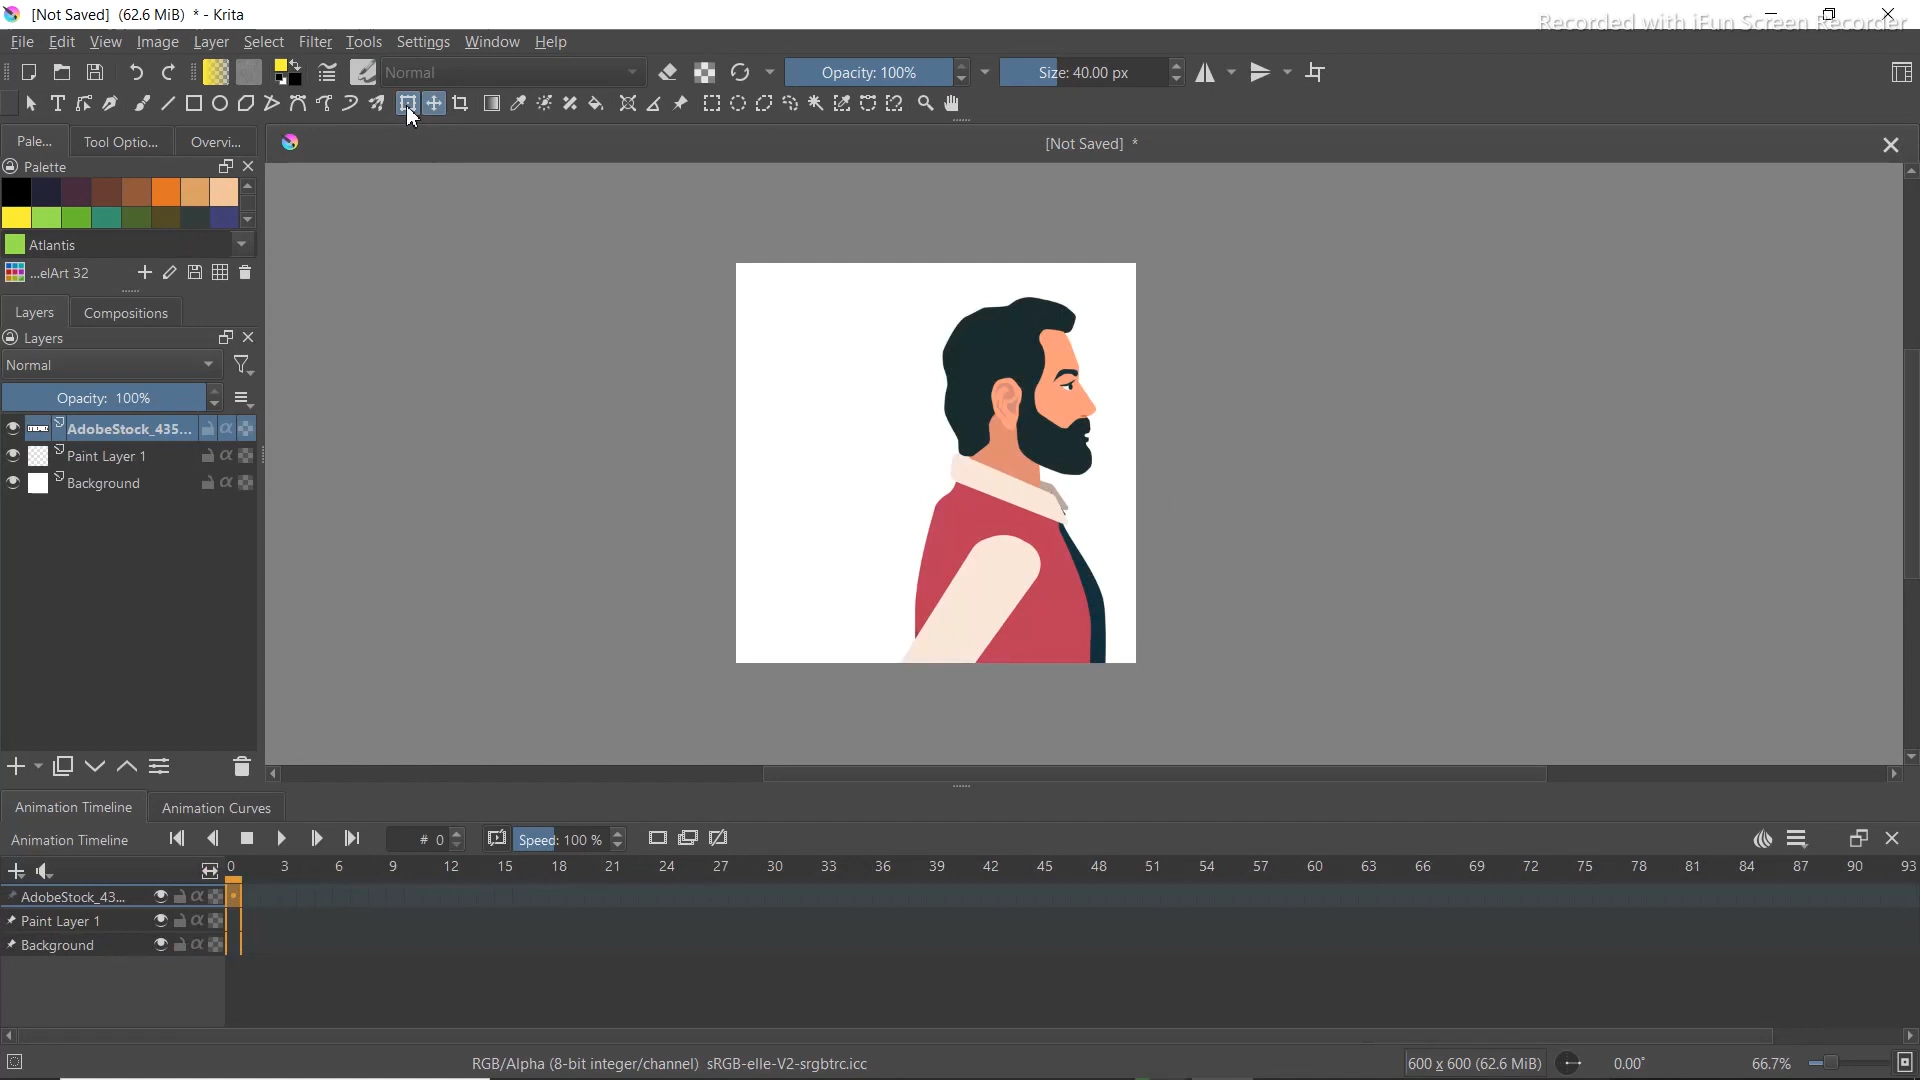 [Not Saved] (62.6 MiB) * - Krita
Recorded with iFun Screen Recorder
File Edit View Image Layer Select Filter Tools Settings Window Help
Normal
Opacity: 100%
Size: 40.00 px
Pale... Tool Optio... Overvi...
[Not Saved] *
Palette
Atlantis
...elArt 32
Layers Compositions
Layers
Normal
Opacity: 100%
AdobeStock_435...
Paint Layer 1
Background
Animation Timeline Animation Curves
Animation Timeline
# 0
Speed: 100 %
0 3 6 9 12 15 18 21 24 27 30 33 36 39 42 45 48 51 54 57 60 63 66 69 72 75 78 81 84 87 90 93
AdobeStock_43...
Paint Layer 1
Background
RGB/Alpha (8-bit integer/channel) sRGB-elle-V2-srgbtrc.icc
600 x 600 (62.6 MiB)
0.00°
66.7%